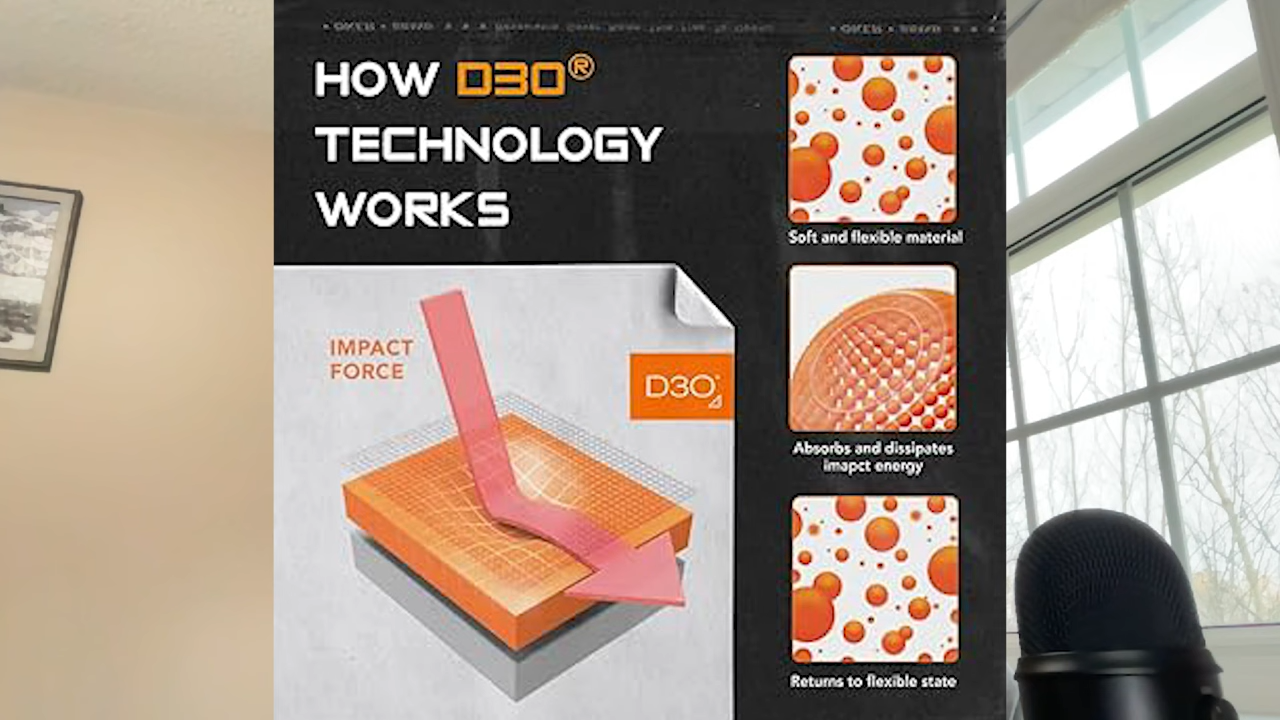 HOW D3O®
TECHNOLOGY
WORKS
IMPACT
FORCE
D3O
Soft and flexible material
Absorbs and dissipates
imapct energy
Returns to flexible state